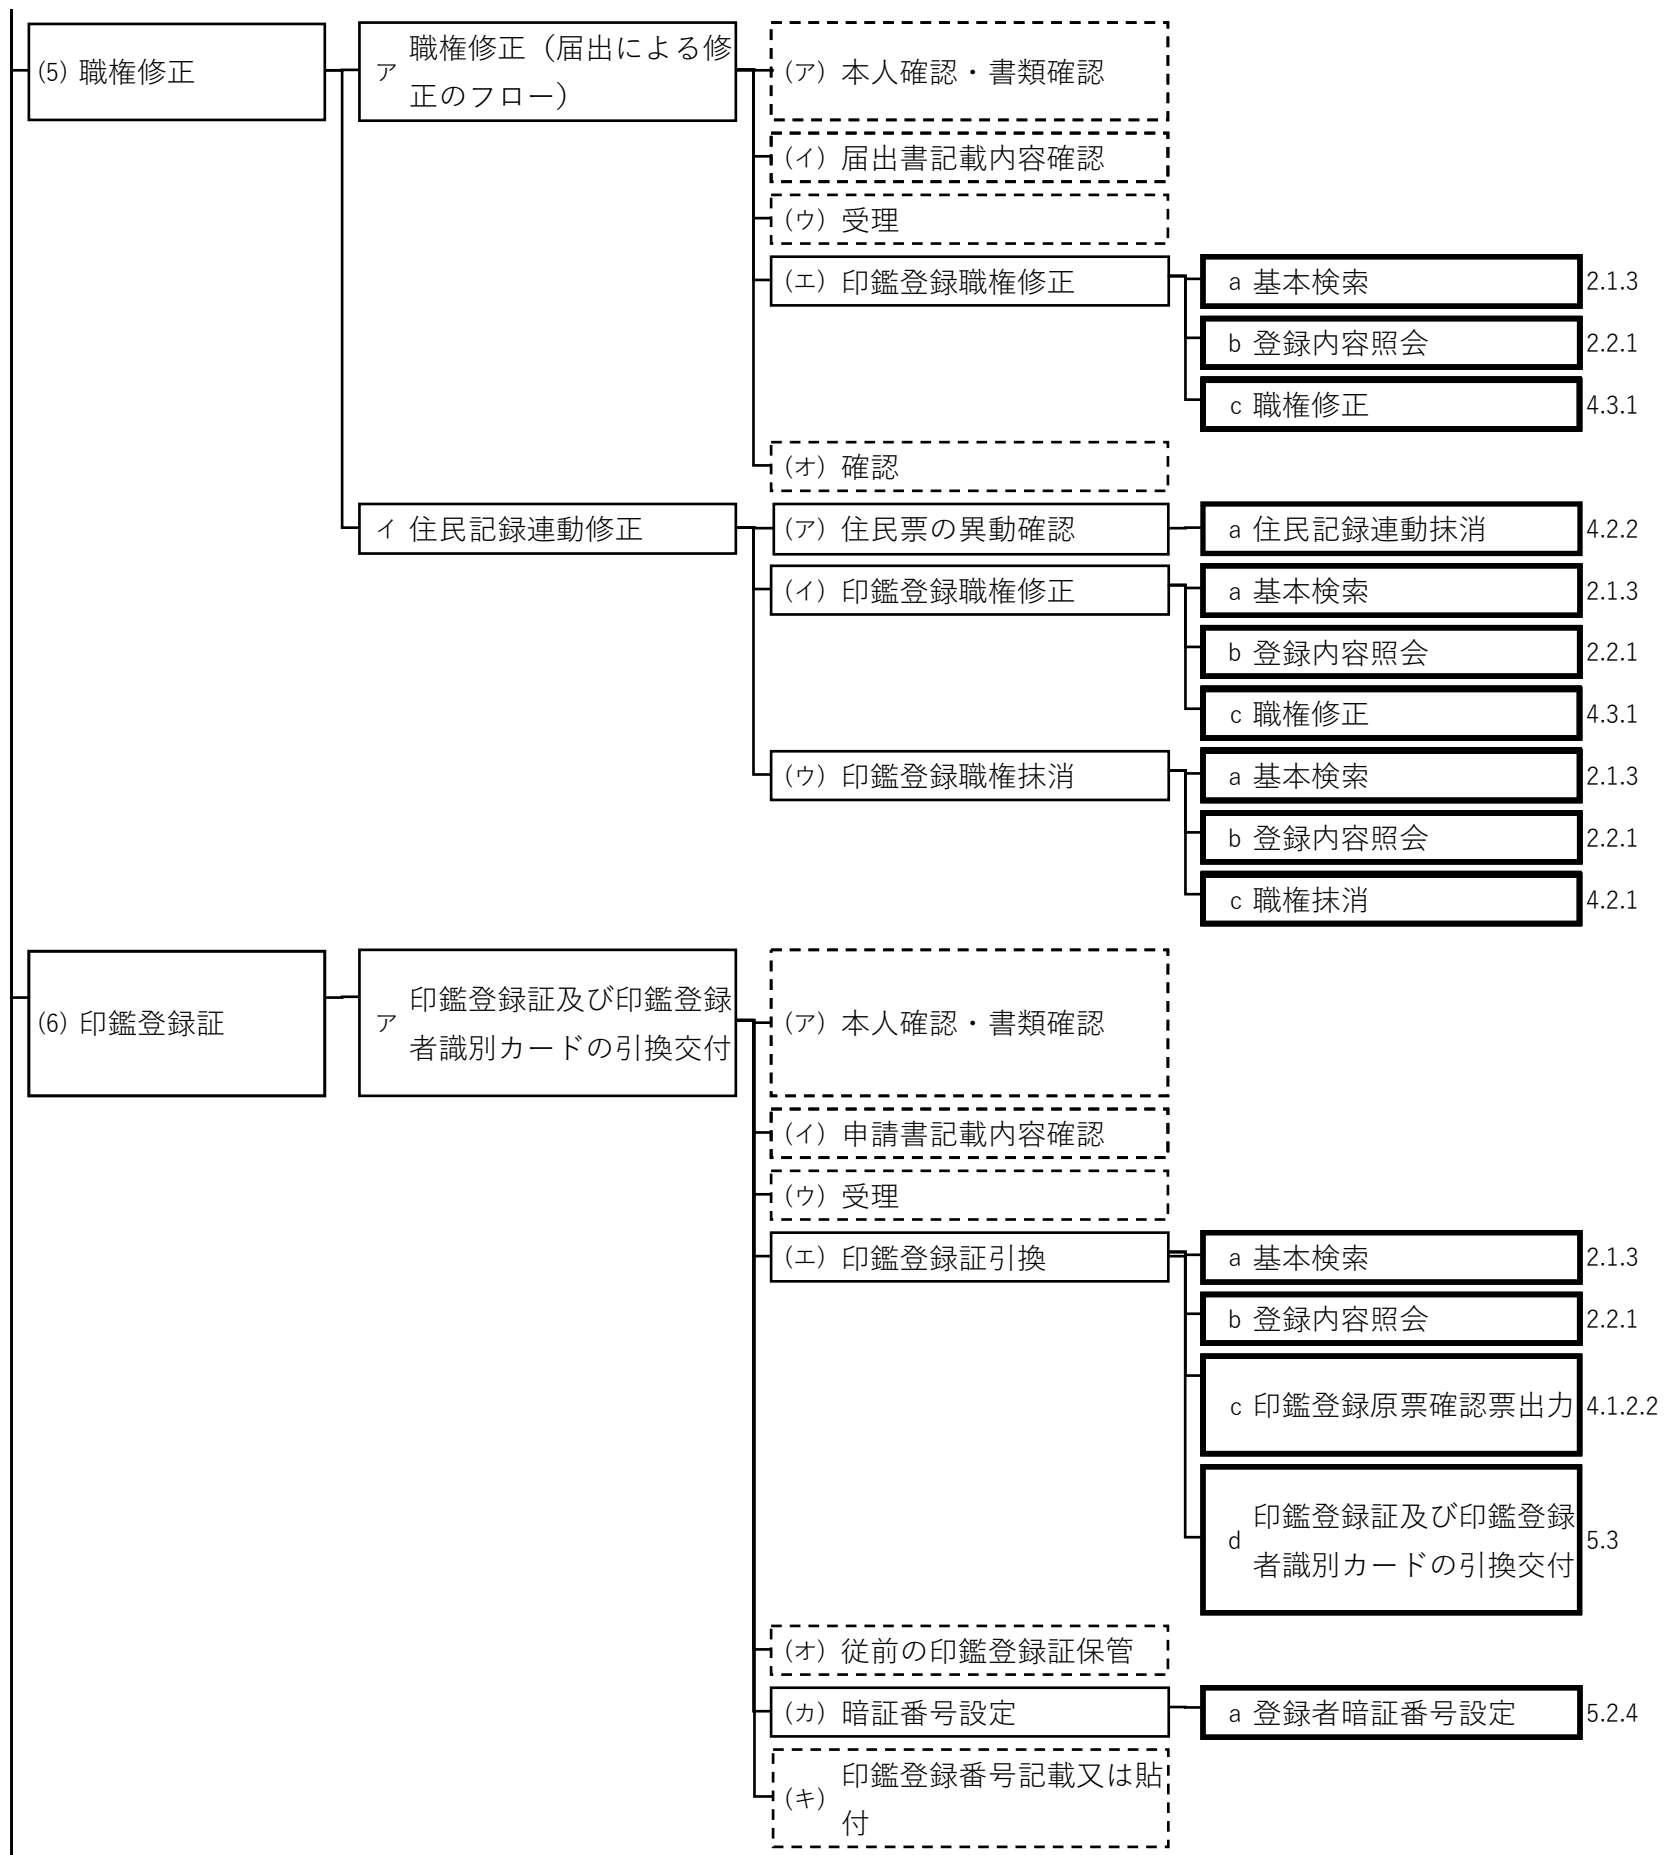 (5) 職権修正
ア 職権修正（届出による修
正のフロー）
(ア) 本人確認・書類確認
(イ) 届出書記載内容確認
(ウ) 受理
(エ) 印鑑登録職権修正
a 基本検索 2.1.3
b 登録内容照会 2.2.1
c 職権修正 4.3.1
(オ) 確認
イ 住民記録連動修正
(ア) 住民票の異動確認
a 住民記録連動抹消 4.2.2
(イ) 印鑑登録職権修正
a 基本検索 2.1.3
b 登録内容照会 2.2.1
c 職権修正 4.3.1
(ウ) 印鑑登録職権抹消
a 基本検索 2.1.3
b 登録内容照会 2.2.1
c 職権抹消 4.2.1
(6) 印鑑登録証
ア 印鑑登録証及び印鑑登録
者識別カードの引換交付
(ア) 本人確認・書類確認
(イ) 申請書記載内容確認
(ウ) 受理
(エ) 印鑑登録証引換
a 基本検索 2.1.3
b 登録内容照会 2.2.1
c 印鑑登録原票確認票出力 4.1.2.2
d 印鑑登録証及び印鑑登録
者識別カードの引換交付 5.3
(オ) 従前の印鑑登録証保管
(カ) 暗証番号設定
a 登録者暗証番号設定 5.2.4
(キ) 印鑑登録番号記載又は貼
付